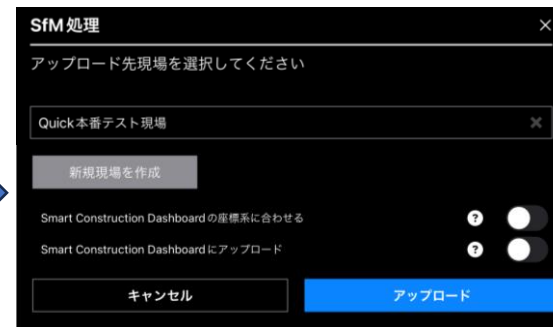 SfM処理
×
アップロード先現場を選択してください
Quick本番テスト現場
×
新規現場を作成
Smart Construction Dashboardの座標系に合わせる ?
Smart Construction Dashboardにアップロード ?
キャンセル
アップロード